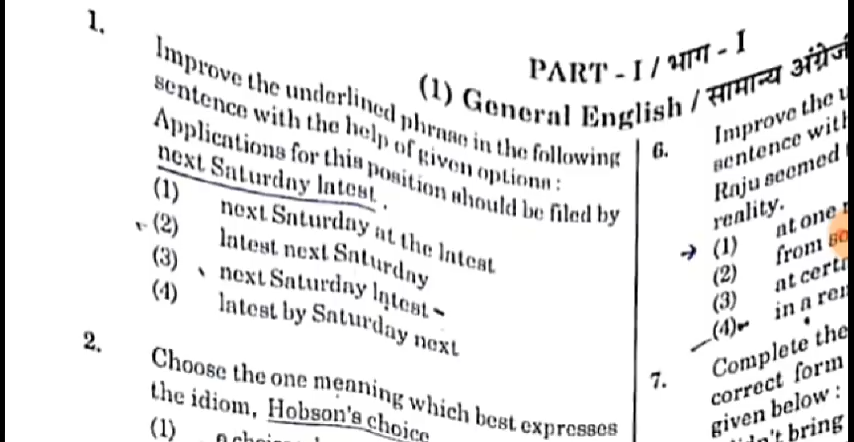 PART - I / भाग - I
(1) General English / सामान्य अंग्रेजी
1.
Improve the underlined phrase in the following
sentence with the help of given options :
Applications for this position should be filed by
next Saturday latest .
(1) next Saturday at the latest
(2) latest next Saturday
(3) next Saturday latest
(4) latest by Saturday next
2.
Choose the one meaning which best expresses
the idiom, Hobson's choice
(1)
6.
Improve the
sentence with
Raju seemed
reality.
(1) at one
(2) from
(3) at
(4) in a
7.
Complete the
correct form
given below :
bring